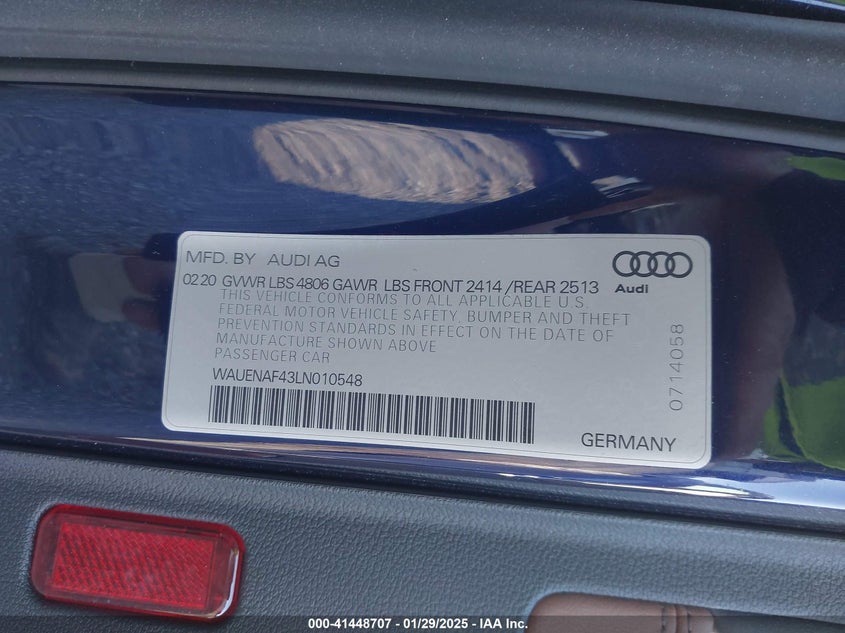 MFD. BY AUDI AG
Audi
02.20 GVWR LBS 4806 GAWR LBS FRONT 2414 /REAR 2513
THIS VEHICLE CONFORMS TO ALL APPLICABLE U.S.
FEDERAL MOTOR VEHICLE SAFETY, BUMPER AND THEFT
PREVENTION STANDARDS IN EFFECT ON THE DATE OF
MANUFACTURE SHOWN ABOVE
PASSENGER CAR
WAUENAF43LN010548
0714058
GERMANY
000-41448707 - 01/29/2025 - IAA Inc.